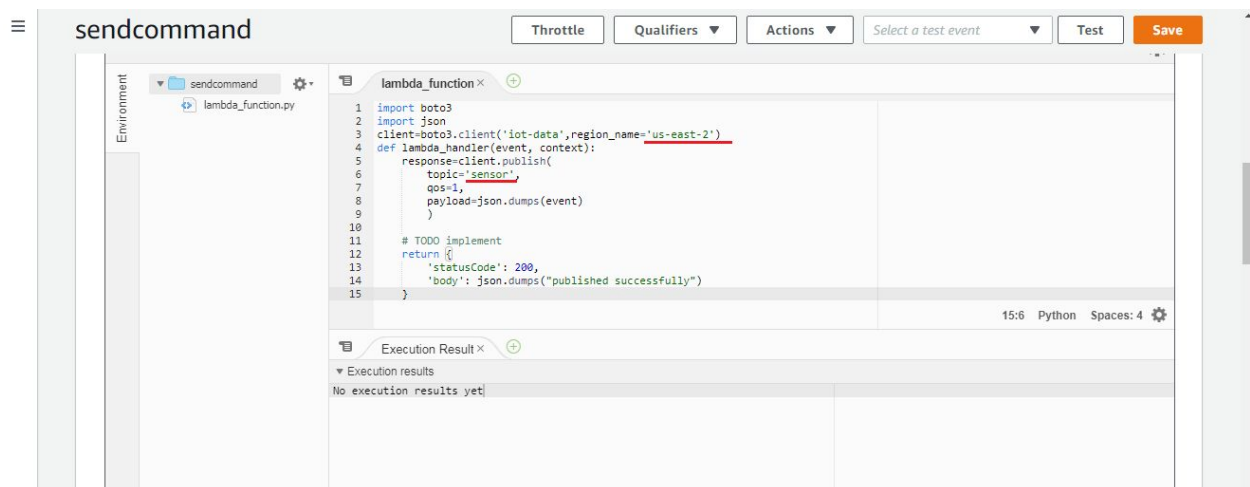 sendcommand
Throttle Qualifiers Actions Select a test event Test Save
Environment
sendcommand
lambda_function.py
lambda_function ×
1 import boto3
2 import json
3 client=boto3.client('iot-data',region_name='us-east-2')
4 def lambda_handler(event, context):
5     response=client.publish(
6         topic='sensor',
7         qos=1,
8         payload=json.dumps(event)
9         )
10
11     # TODO implement
12     return {
13         'statusCode': 200,
14         'body': json.dumps("published successfully")
15     }
15:6 Python Spaces: 4
Execution Result ×
Execution results
No execution results yet